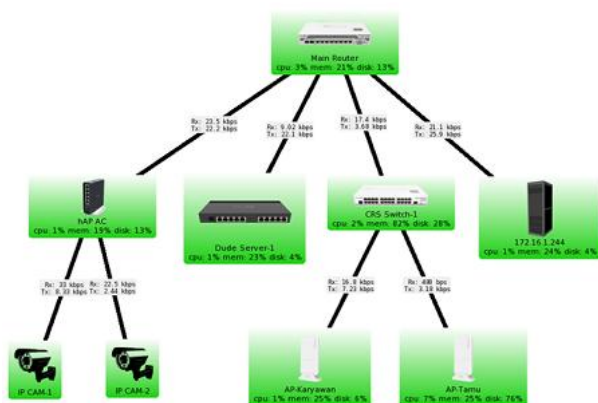 Main Router
cpu: 3% mem: 21% disk: 13%
Rx: 23.5 kbps
Tx: 22.2 kbps
Rx: 9.02 kbps
Tx: 22.1 kbps
Rx: 17.4 kbps
Tx: 3.60 kbps
Rx: 21.1 kbps
Tx: 25.9 kbps
hAP AC
cpu: 1% mem: 19% disk: 13%
Dude Server-1
cpu: 1% mem: 23% disk: 4%
CRS Switch-1
cpu: 2% mem: 82% disk: 28%
172.16.1.244
cpu: 1% mem: 24% disk: 4%
Rx: 33 kbps
Tx: 8.33 kbps
Rx: 22.5 kbps
Tx: 2.44 kbps
Rx: 16.8 kbps
Tx: 7.23 kbps
Rx: bps
Tx: 3.18 kbps
IP CAM-1
IP CAM-2
AP-Karyawan
cpu: 1% mem: 25% disk: 6%
AP-Tamu
cpu: 7% mem: 25% disk: 76%